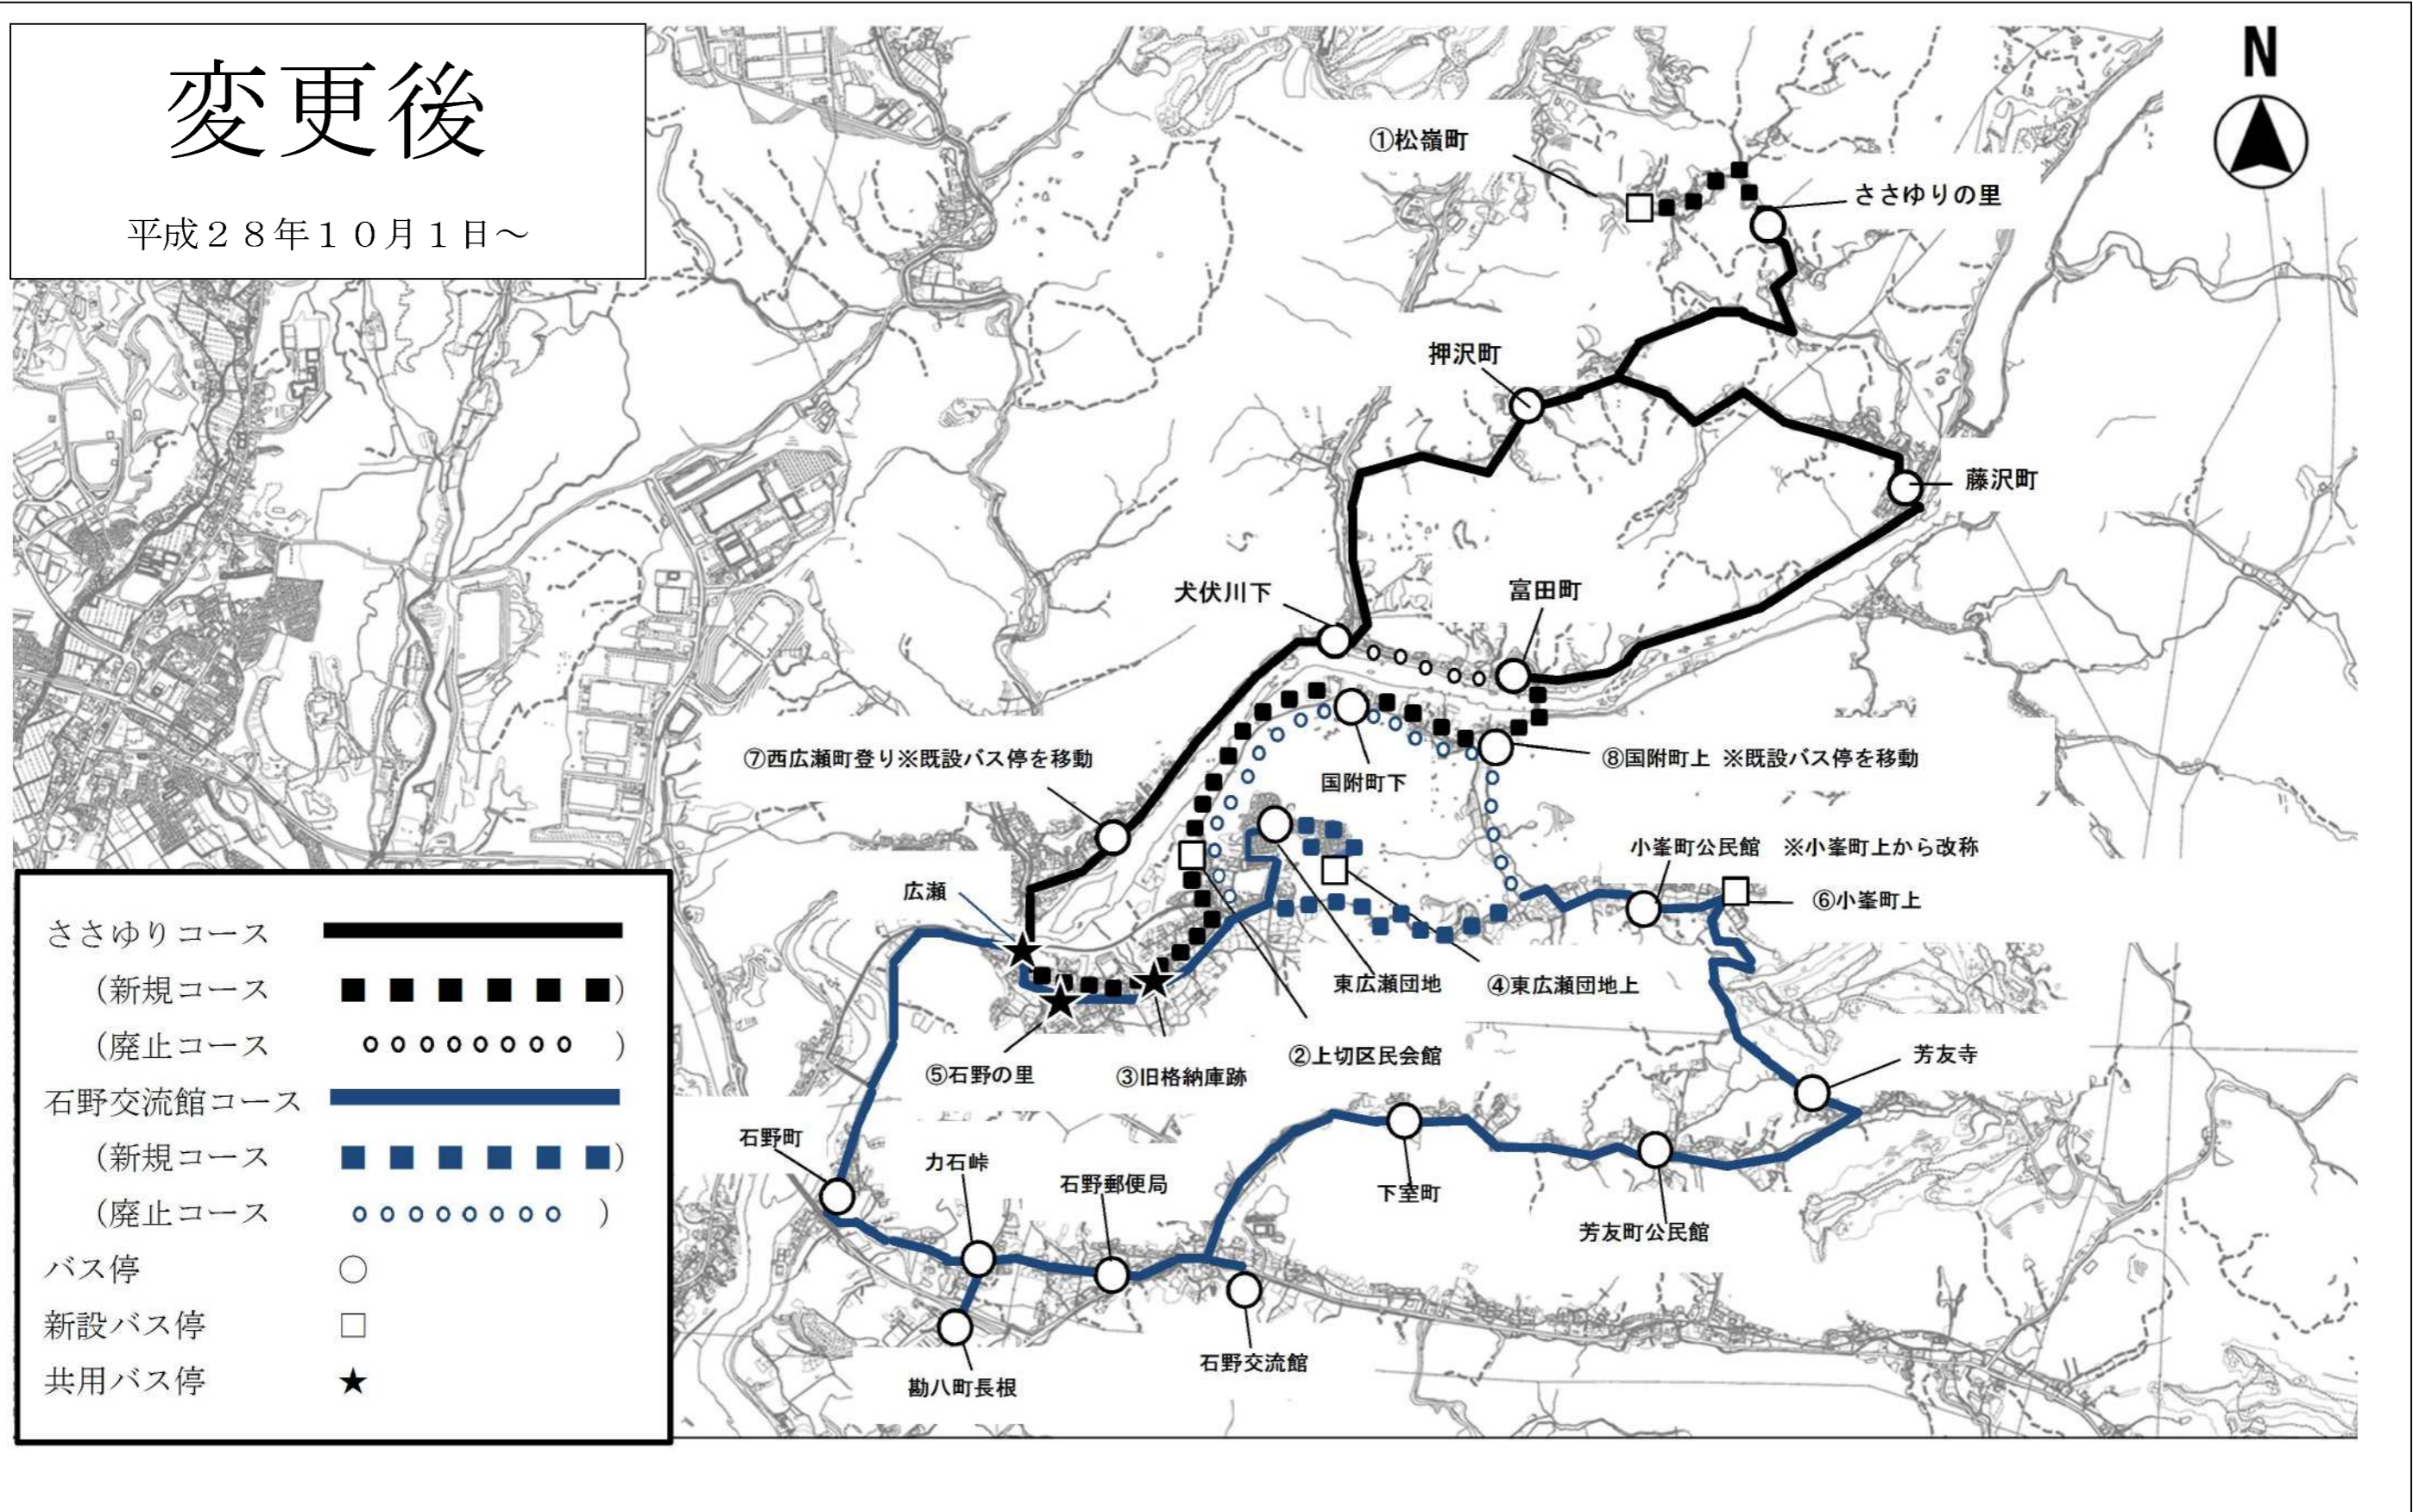 変更後
平成２８年１０月１日～
N
①松嶺町
ささゆりの里
押沢町
藤沢町
犬伏川下
富田町
⑦西広瀬町登り※既設バス停を移動
国附町下
⑧国附町上 ※既設バス停を移動
小峯町公民館 ※小峯町上から改称
広瀬
⑥小峯町上
東広瀬団地
④東広瀬団地上
②上切区民会館
⑤石野の里
③旧格納庫跡
芳友寺
石野町
力石峠
石野郵便局
下室町
芳友町公民館
石野交流館
勘八町長根
ささゆりコース
（新規コース ）
（廃止コース ）
石野交流館コース
（新規コース ）
（廃止コース ）
バス停 ○
新設バス停 □
共用バス停 ★